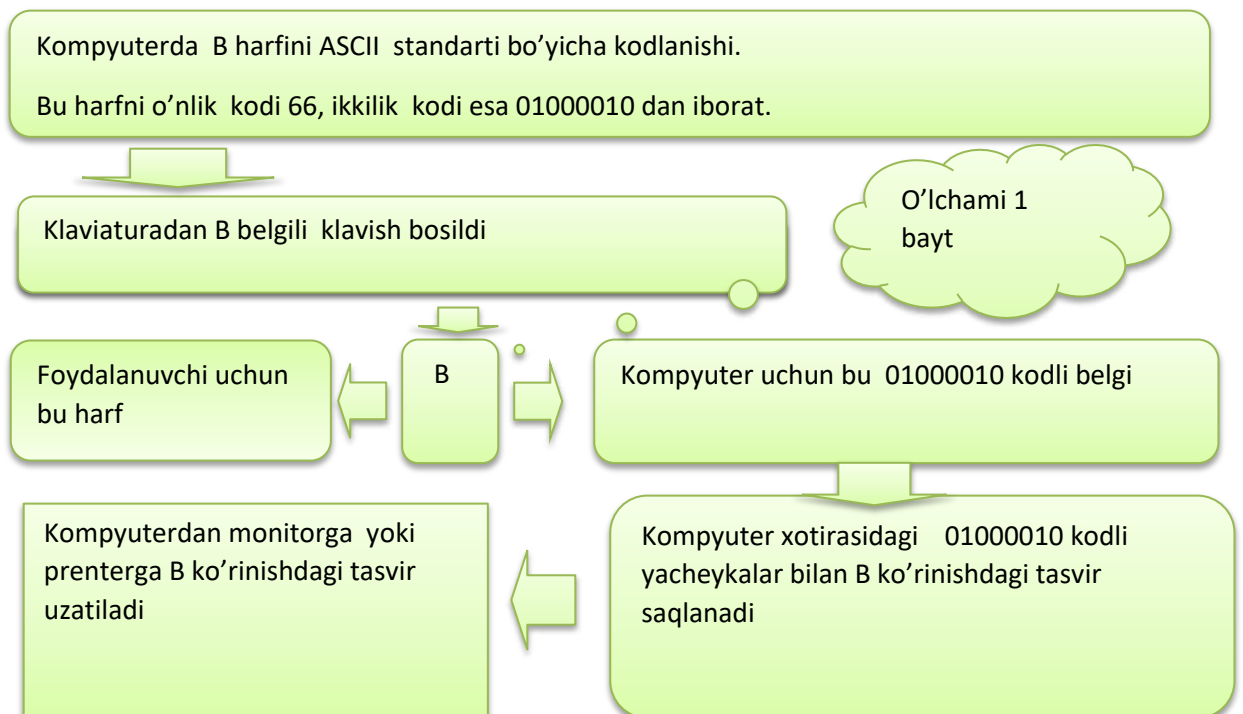 Kompyuterda B harfini ASCII standarti bo’yicha kodlanishi.
Bu harfni o’nlik kodi 66, ikkilik kodi esa 01000010 dan iborat.
O’lchami 1
bayt
Klaviaturadan B belgili klavish bosildi
Foydalanuvchi uchun
bu harf
B
Kompyuter uchun bu 01000010 kodli belgi
Kompyuterdan monitorga yoki
prenterga B ko’rinishdagi tasvir
uzatiladi
Kompyuter xotirasidagi 01000010 kodli
yacheykalar bilan B ko’rinishdagi tasvir
saqlanadi